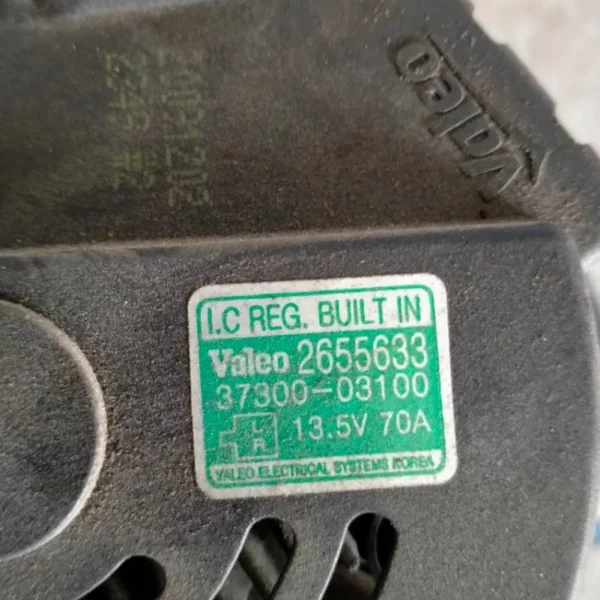 Valeo
I.C REG. BUILT IN
Valeo 2655633
37300-03100
L
R
13.5V 70A
VALEO ELECTRICAL SYSTEMS KOREA